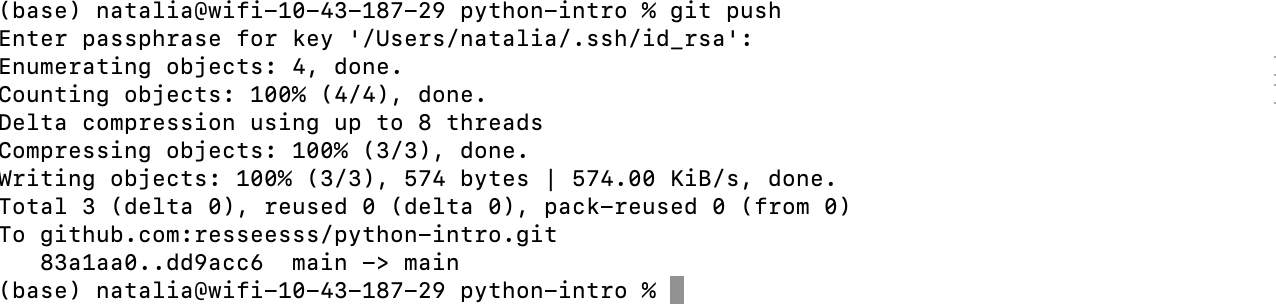 (base) natalia@wifi-10-43-187-29 python-intro % git push
Enter passphrase for key '/Users/natalia/.ssh/id_rsa':
Enumerating objects: 4, done.
Counting objects: 100% (4/4), done.
Delta compression using up to 8 threads
Compressing objects: 100% (3/3), done.
Writing objects: 100% (3/3), 574 bytes | 574.00 KiB/s, done.
Total 3 (delta 0), reused 0 (delta 0), pack-reused 0 (from 0)
To github.com:resseesss/python-intro.git
   83a1aa0..dd9acc6  main -> main
(base) natalia@wifi-10-43-187-29 python-intro %